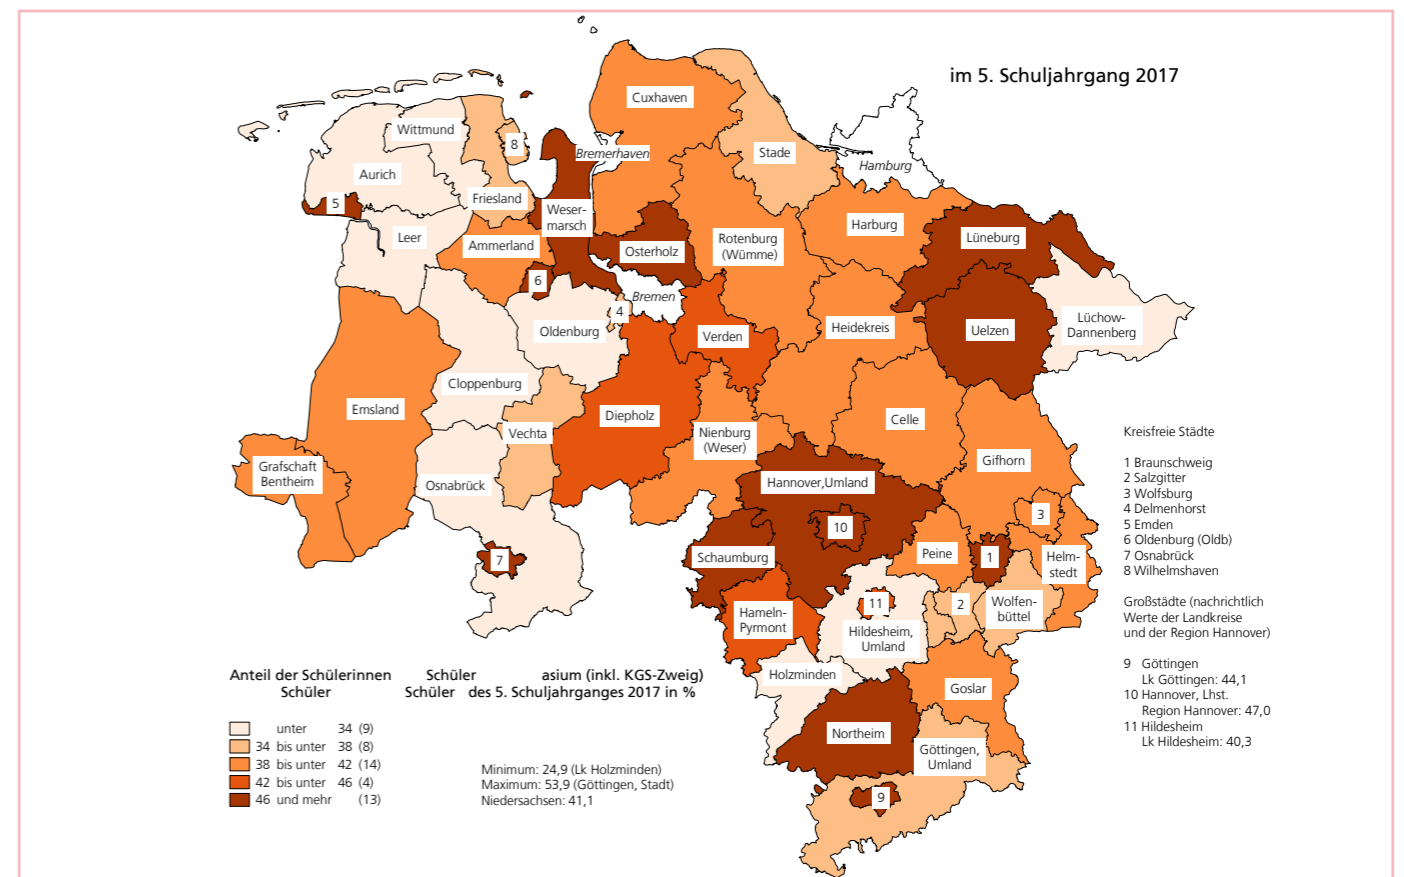 im 5. Schuljahrgang 2017
Cuxhaven
Wittmund
8
Bremerhaven
Stade
Hamburg
Aurich
Friesland
5
Weser-
marsch
Harburg
Lüneburg
Leer
Ammerland
Osterholz
Rotenburg
(Wümme)
6
Bremen
4
Oldenburg
Verden
Heidekreis
Uelzen
Lüchow-
Dannenberg
Cloppenburg
Emsland
Diepholz
Celle
Vechta
Nienburg
(Weser)
Gifhorn
Grafschaft
Bentheim
Osnabrück
Hannover,Umland
3
10
7
Schaumburg
Peine
1
Helm-
stedt
Hameln-
Pyrmont
11
2
Wolfen-
büttel
Hildesheim,
Umland
Holzminden
Goslar
Northeim
Göttingen,
Umland
9
Kreisfreie Städte
1 Braunschweig
2 Salzgitter
3 Wolfsburg
4 Delmenhorst
5 Emden
6 Oldenburg (Oldb)
7 Osnabrück
8 Wilhelmshaven
Großstädte (nachrichtlich
Werte der Landkreise
und der Region Hannover)
9 Göttingen
Lk Göttingen: 44,1
10 Hannover, Lhst.
Region Hannover: 47,0
11 Hildesheim
Lk Hildesheim: 40,3
Anteil der Schülerinnen Schüler asium (inkl. KGS-Zweig)
Schüler Schüler des 5. Schuljahrganges 2017 in %
unter 34 (9)
34 bis unter 38 (8)
38 bis unter 42 (14)
42 bis unter 46 (4)
46 und mehr (13)
Minimum: 24,9 (Lk Holzminden)
Maximum: 53,9 (Göttingen, Stadt)
Niedersachsen: 41,1